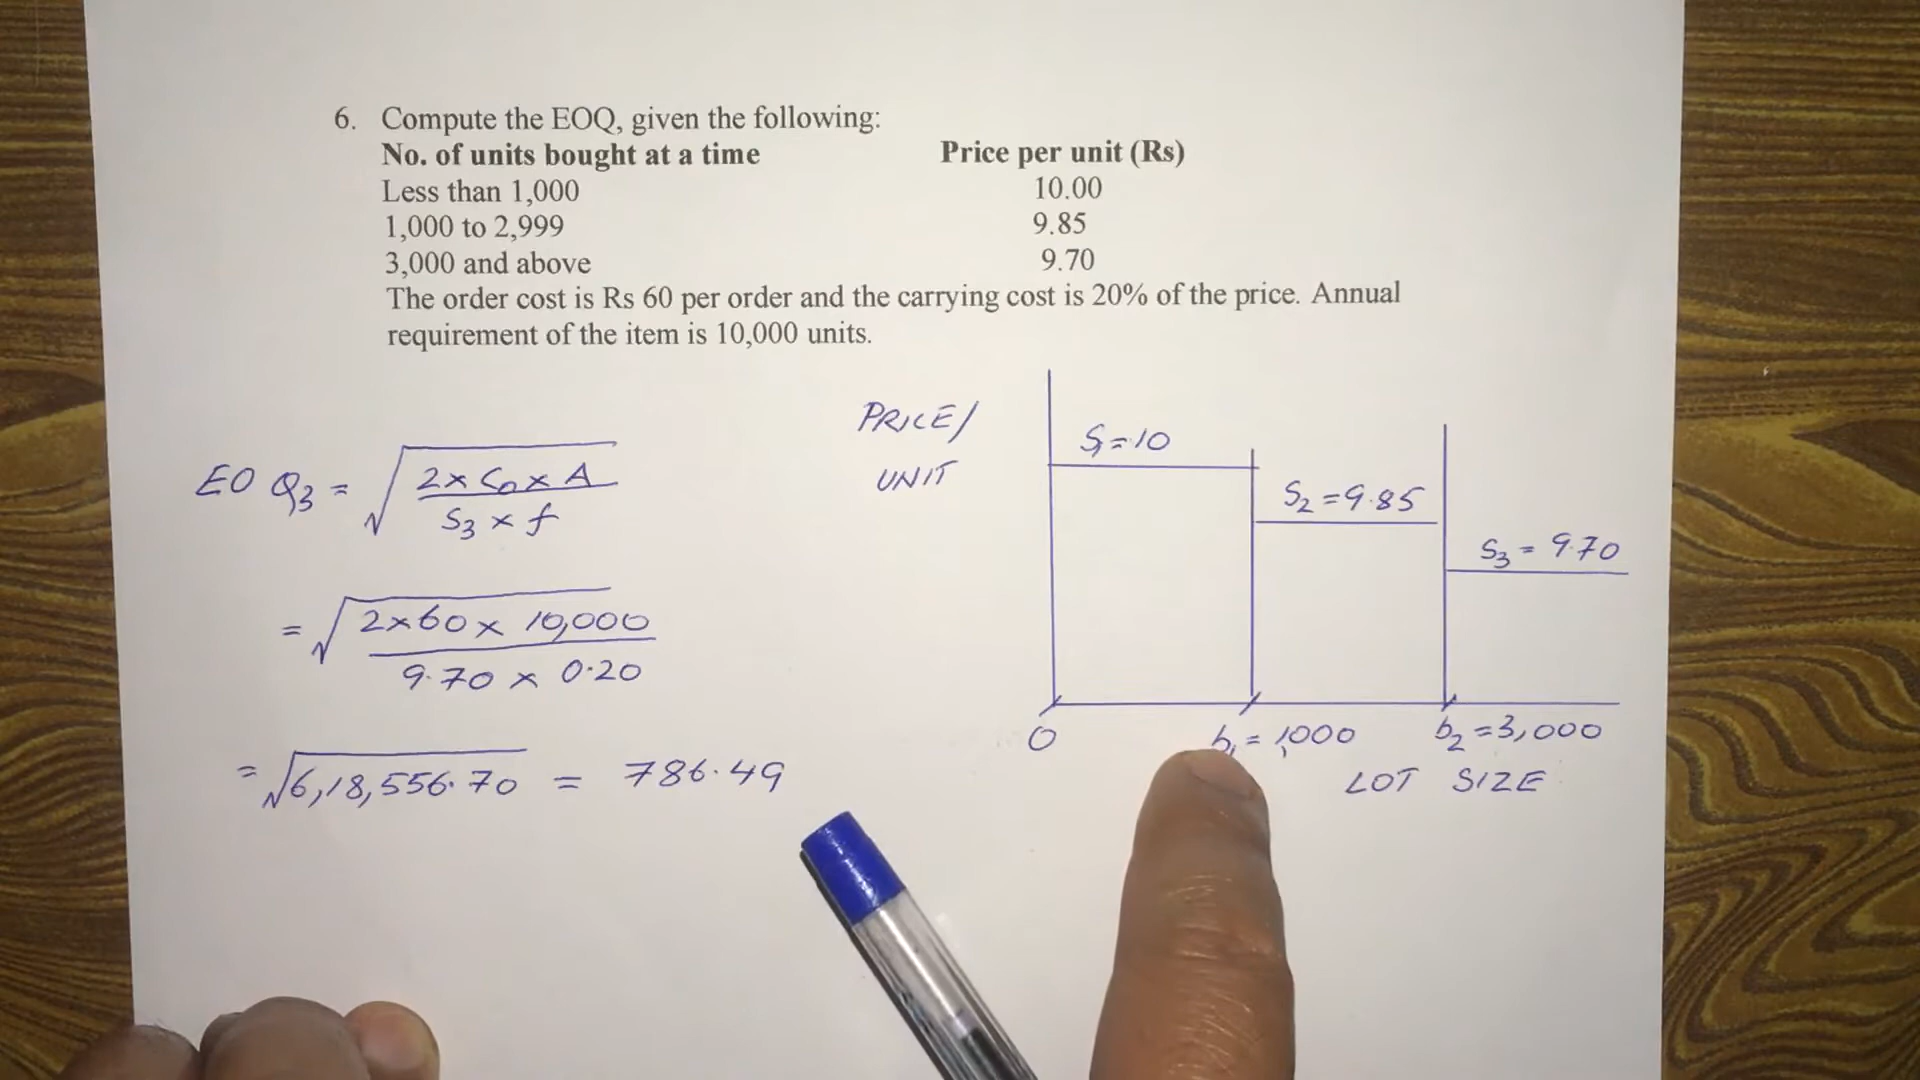 6. Compute the EOQ, given the following:
No. of units bought at a time Price per unit (Rs)
Less than 1,000 10.00
1,000 to 2,999 9.85
3,000 and above 9.70
The order cost is Rs 60 per order and the carrying cost is 20% of the price. Annual
requirement of the item is 10,000 units.
EOQ₃ = √(2 × C₀ × A
S₃ × f
= √(2×60 × 10,000
9.70 × 0.20
= √6,18,556.70 = 786.49
PRICE/
UNIT
S₁=10
S₂=9.85
S₃ = 9.70
0 b₁ = 1,000 b₂=3,000
LOT SIZE